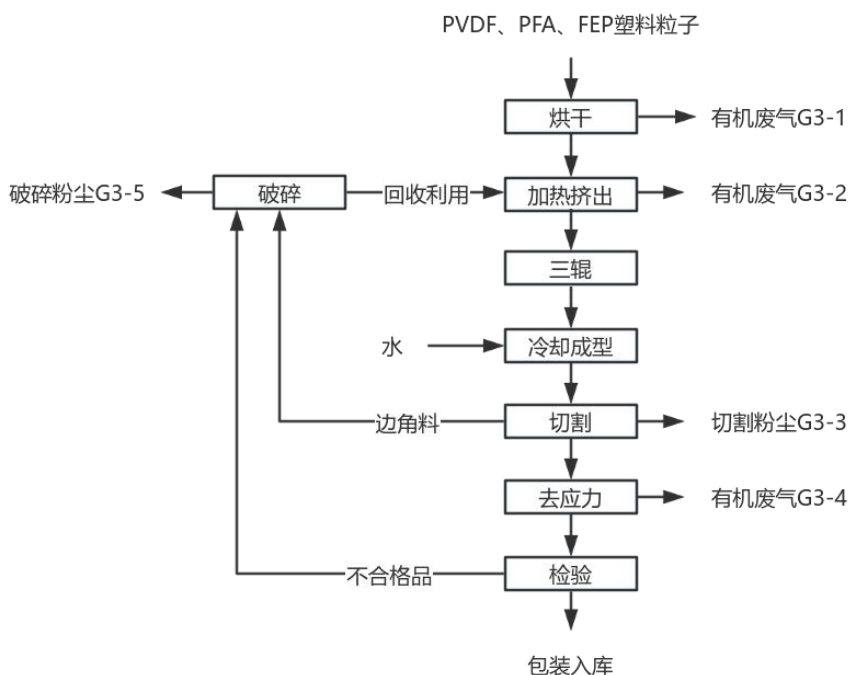 PVDF、PFA、FEP塑料粒子
烘干
有机废气G3-1
破碎粉尘G3-5
破碎
回收利用
加热挤出
有机废气G3-2
三辊
水
冷却成型
边角料
切割
切割粉尘G3-3
去应力
有机废气G3-4
不合格品
检验
包装入库